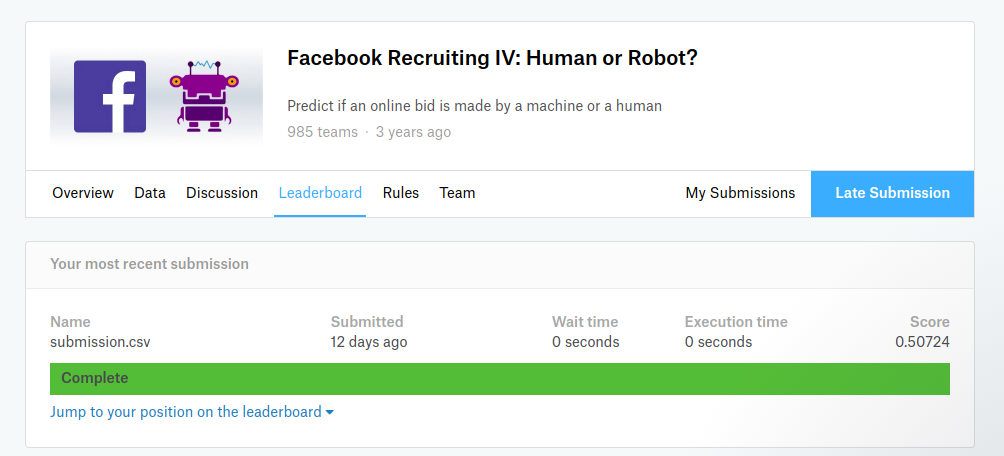 Facebook Recruiting IV: Human or Robot?
Predict if an online bid is made by a machine or a human
985 teams · 3 years ago
Overview Data Discussion Leaderboard Rules Team My Submissions Late Submission
Your most recent submission
Name Submitted Wait time Execution time Score
submission.csv 12 days ago 0 seconds 0 seconds 0.50724
Complete
Jump to your position on the leaderboard